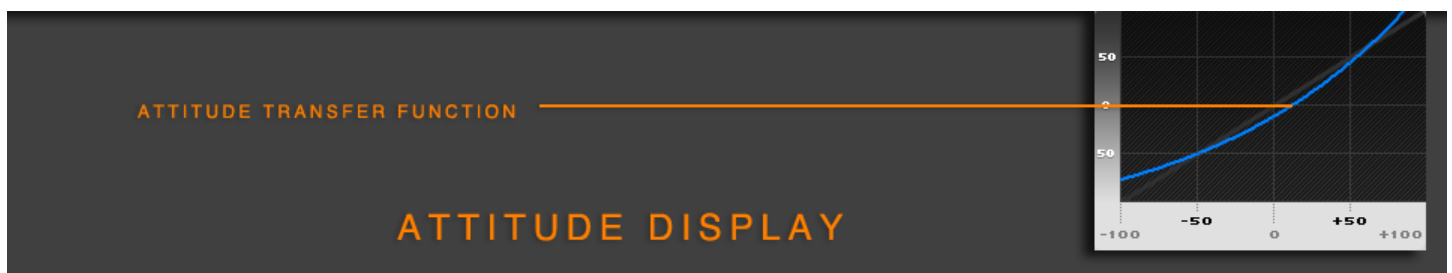 50
ATTITUDE TRANSFER FUNCTION
0
50
ATTITUDE DISPLAY
-50 +50
-100 0 +100